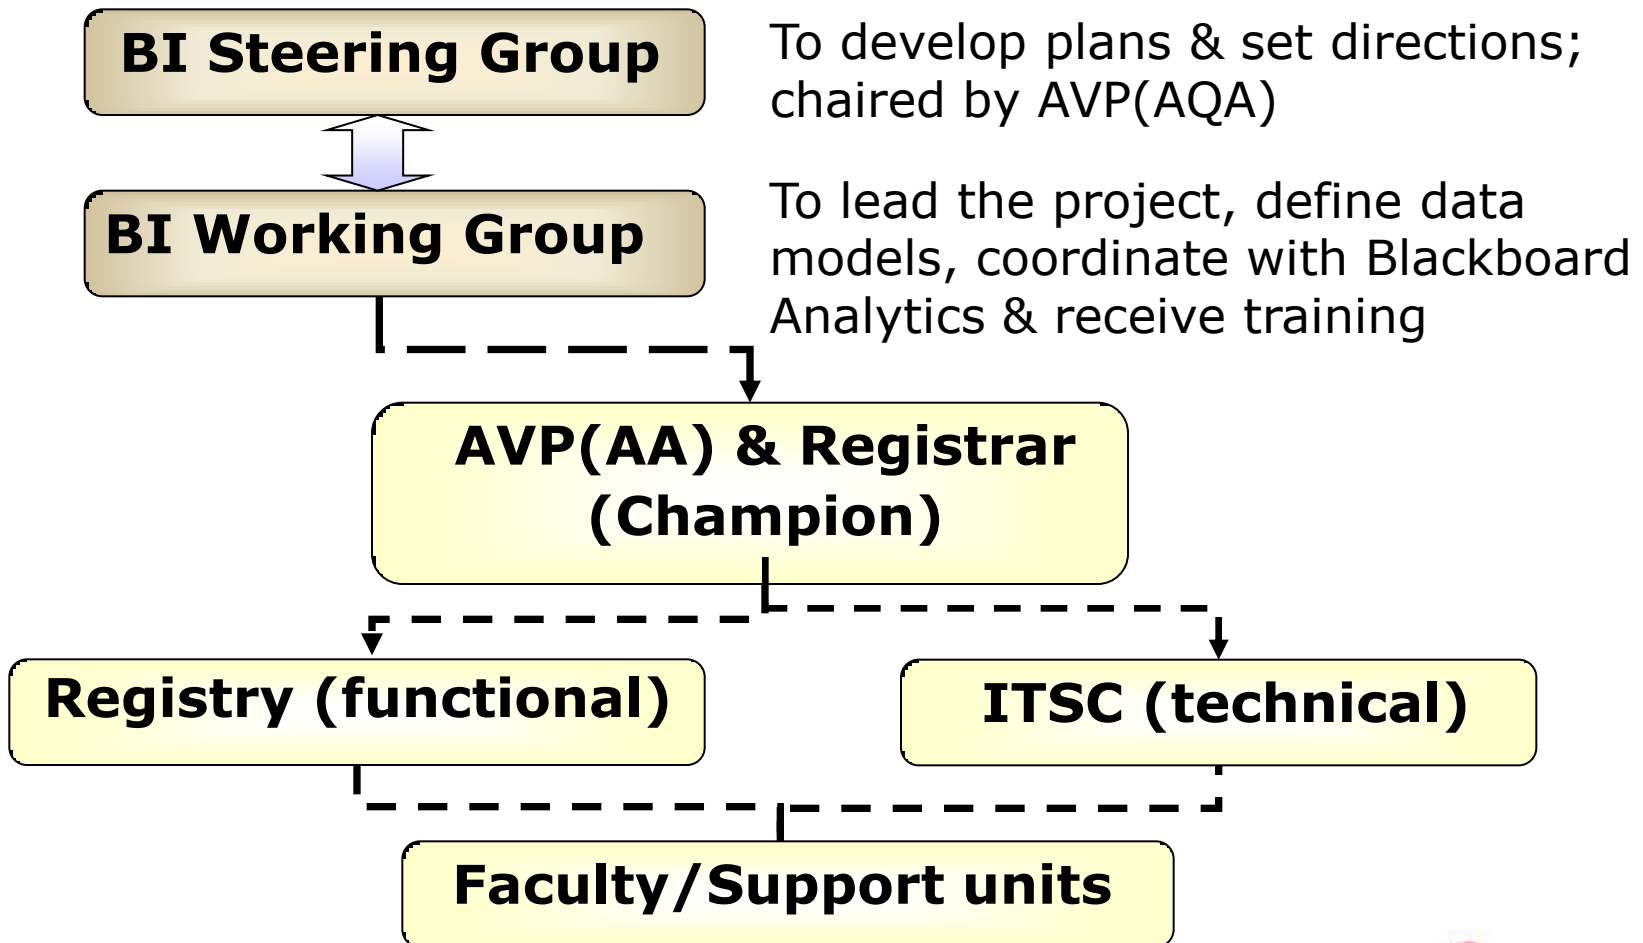 BI Steering Group
To develop plans & set directions;
chaired by AVP(AQA)
BI Working Group
To lead the project, define data
models, coordinate with Blackboard
Analytics & receive training
AVP(AA) & Registrar
(Champion)
Registry (functional)
ITSC (technical)
Faculty/Support units